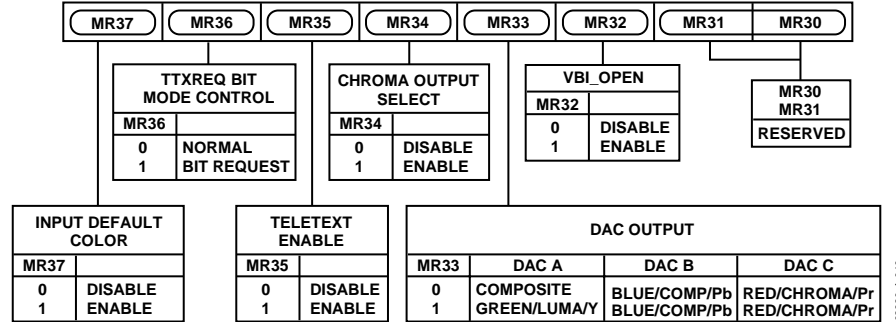 MR37 MR36 MR35 MR34 MR33 MR32 MR31 MR30
TTXREQ BIT
MODE CONTROL
MR36
0 NORMAL
1 BIT REQUEST
CHROMA OUTPUT
SELECT
MR34
0 DISABLE
1 ENABLE
VBI_OPEN
MR32
0 DISABLE
1 ENABLE
MR30
MR31
RESERVED
INPUT DEFAULT
COLOR
MR37
0 DISABLE
1 ENABLE
TELETEXT
ENABLE
MR35
0 DISABLE
1 ENABLE
DAC OUTPUT
MR33 DAC A DAC B DAC C
0 COMPOSITE BLUE/COMP/Pb RED/CHROMA/Pr
1 GREEN/LUMA/Y BLUE/COMP/Pb RED/CHROMA/Pr